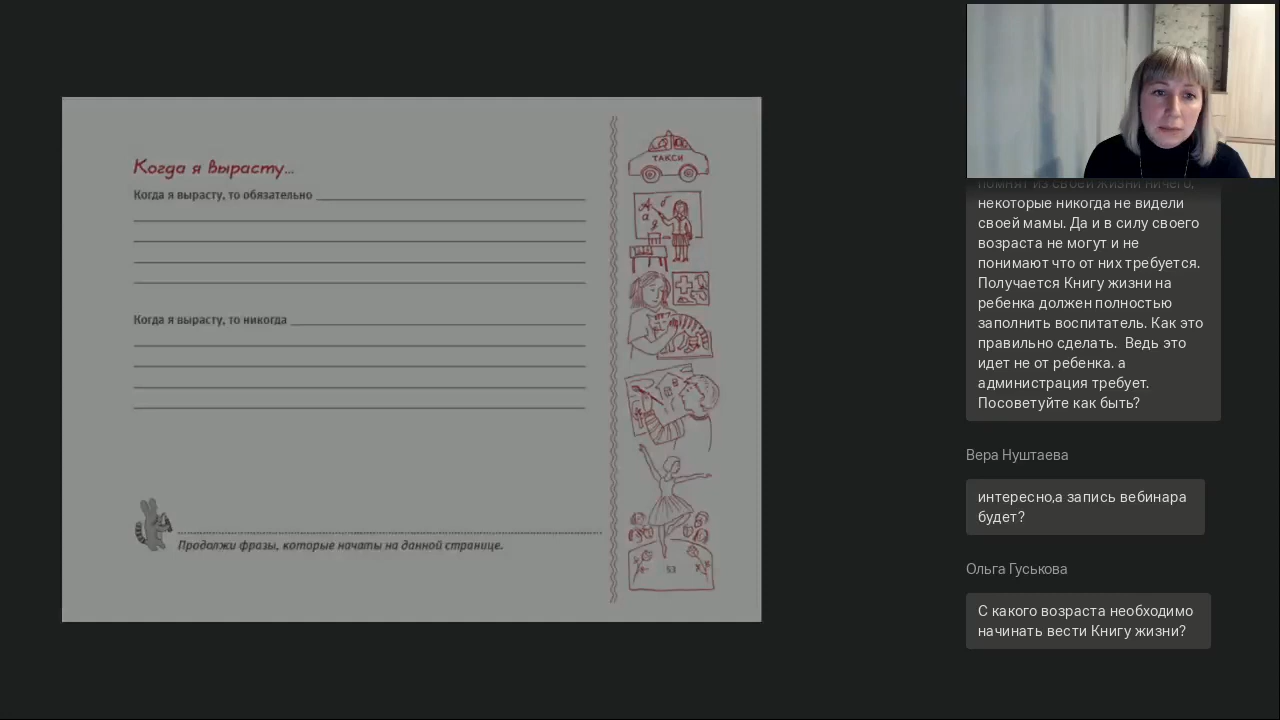 Когда я вырасту...
Когда я вырасту, то обязательно
Когда я вырасту, то никогда
Продолжи фразы, которые начаты на данной странице.
ТАКСИ
а
53
помнят из своей жизни ничего,
некоторые никогда не видели
своей мамы. Да и в силу своего
возраста не могут и не
понимают что от них требуется.
Получается Книгу жизни на
ребенка должен полностью
заполнить воспитатель. Как это
правильно сделать.  Ведь это
идет не от ребенка. а
администрация требует.
Посоветуйте как быть?
Вера Нуштаева
интересно,а запись вебинара
будет?
Ольга Гуськова
С какого возраста необходимо
начинать вести Книгу жизни?